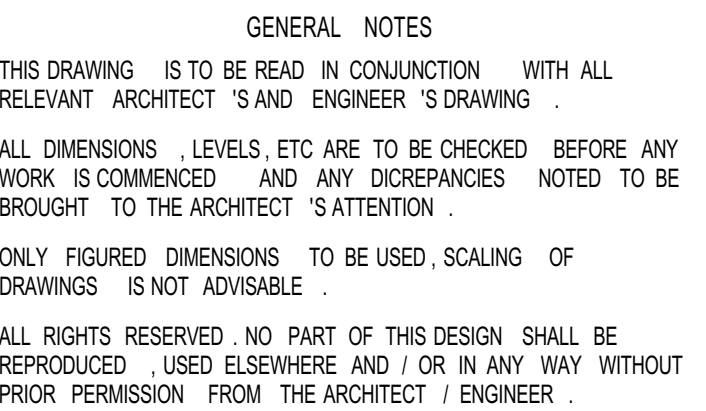 GENERAL NOTES
THIS DRAWING IS TO BE READ IN CONJUNCTION WITH ALL
RELEVANT ARCHITECT 'S AND ENGINEER 'S DRAWING .
ALL DIMENSIONS , LEVELS , ETC ARE TO BE CHECKED BEFORE ANY
WORK IS COMMENCED AND ANY DICREPANCIES NOTED TO BE
BROUGHT TO THE ARCHITECT 'S ATTENTION .
ONLY FIGURED DIMENSIONS TO BE USED , SCALING OF
DRAWINGS IS NOT ADVISABLE .
ALL RIGHTS RESERVED . NO PART OF THIS DESIGN SHALL BE
REPRODUCED , USED ELSEWHERE AND / OR IN ANY WAY WITHOUT
PRIOR PERMISSION FROM THE ARCHITECT / ENGINEER .